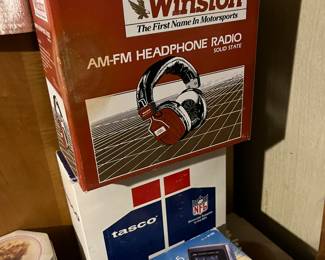 Winston
The First Name In Motorsports
AM-FM HEADPHONE RADIO
SOLID STATE
tasco
NFL